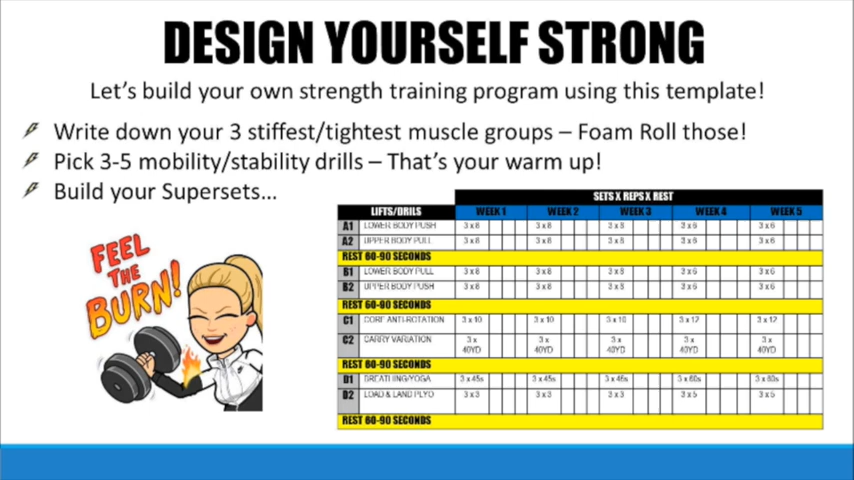 DESIGN YOURSELF STRONG
Let's build your own strength training program using this template!
Write down your 3 stiffest/tightest muscle groups – Foam Roll those!
Pick 3-5 mobility/stability drills – That's your warm up!
Build your Supersets...
FEEL
THE
BURN!
SETS X REPS X REST
LIFTS/DRILS WEEK 1 WEEK 2 WEEK 3 WEEK 4 WEEK 5
A1 LOWER BODY PUSH 3 x 8 3 x 8 3 x 8 3 x 6 3 x 6
A2 UPPER BODY PULL 3 x 8 3 x 8 3 x 8 3 x 6 3 x 6
REST 60-90 SECONDS
B1 LOWER BODY PULL 3 x 8 3 x 8 3 x 8 3 x 6 3 x 6
B2 UPPER BODY PUSH 3 x 8 3 x 8 3 x 8 3 x 6 3 x 6
REST 60-90 SECONDS
C1 CORE ANTI-ROTATION 3 x 10 3 x 10 3 x 10 3 x 12 3 x 12
C2 CARRY VARIATION 3 x 40YD 3 x 40YD 3 x 40YD 3 x 40YD 3 x 40YD
REST 60-90 SECONDS
D1 BREATHING/YOGA 3 x 45s 3 x 45s 3 x 45s 3 x 60s 3 x 60s
D2 LOAD & LAND PLYO 3 x 3 3 x 3 3 x 3 3 x 5 3 x 5
REST 60-90 SECONDS